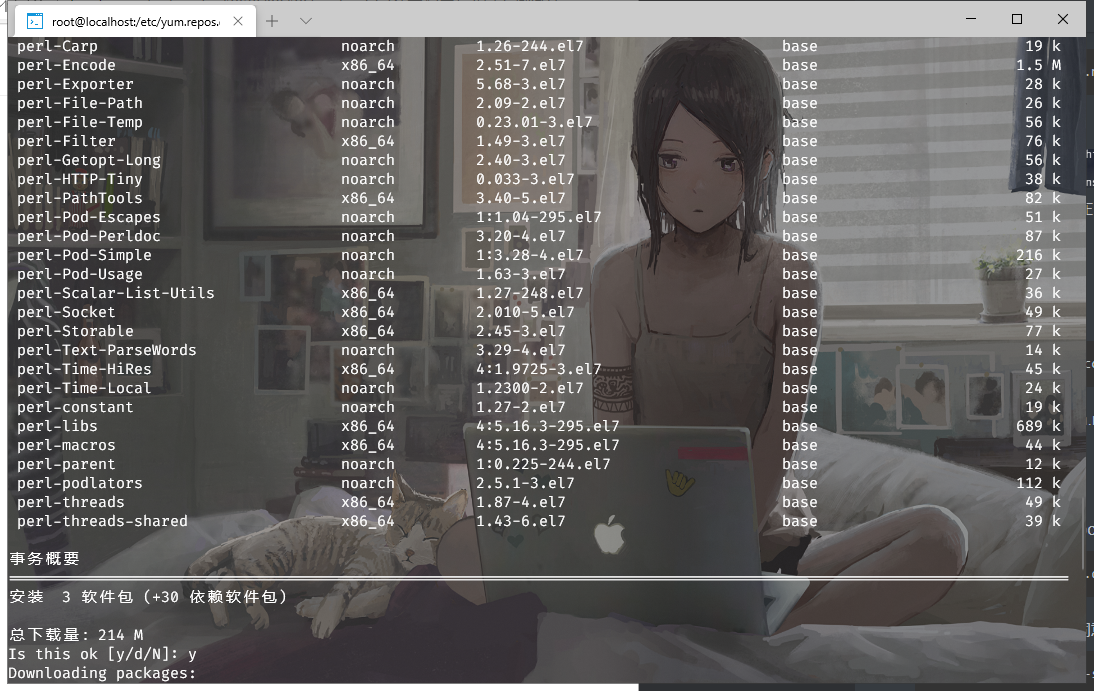 root@localhost:/etc/yum.repos.
perl-Carp noarch 1.26-244.el7 base 19 k
perl-Encode x86_64 2.51-7.el7 base 1.5 M
perl-Exporter noarch 5.68-3.el7 base 28 k
perl-File-Path noarch 2.09-2.el7 base 26 k
perl-File-Temp noarch 0.23.01-3.el7 base 56 k
perl-Filter x86_64 1.49-3.el7 base 76 k
perl-Getopt-Long noarch 2.40-3.el7 base 56 k
perl-HTTP-Tiny noarch 0.033-3.el7 base 38 k
perl-PathTools x86_64 3.40-5.el7 base 82 k
perl-Pod-Escapes noarch 1:1.04-295.el7 base 51 k
perl-Pod-Perldoc noarch 3.20-4.el7 base 87 k
perl-Pod-Simple noarch 1:3.28-4.el7 base 216 k
perl-Pod-Usage noarch 1.63-3.el7 base 27 k
perl-Scalar-List-Utils x86_64 1.27-248.el7 base 36 k
perl-Socket x86_64 2.010-5.el7 base 49 k
perl-Storable x86_64 2.45-3.el7 base 77 k
perl-Text-ParseWords noarch 3.29-4.el7 base 14 k
perl-Time-HiRes x86_64 4:1.9725-3.el7 base 45 k
perl-Time-Local noarch 1.2300-2.el7 base 24 k
perl-constant noarch 1.27-2.el7 base 19 k
perl-libs x86_64 4:5.16.3-295.el7 base 689 k
perl-macros x86_64 4:5.16.3-295.el7 base 44 k
perl-parent noarch 1:0.225-244.el7 base 12 k
perl-podlators noarch 2.5.1-3.el7 base 112 k
perl-threads x86_64 1.87-4.el7 base 49 k
perl-threads-shared x86_64 1.43-6.el7 base 39 k
事务概要
安装 3 软件包 (+30 依赖软件包)
总下载量: 214 M
Is this ok [y/d/N]: y
Downloading packages: